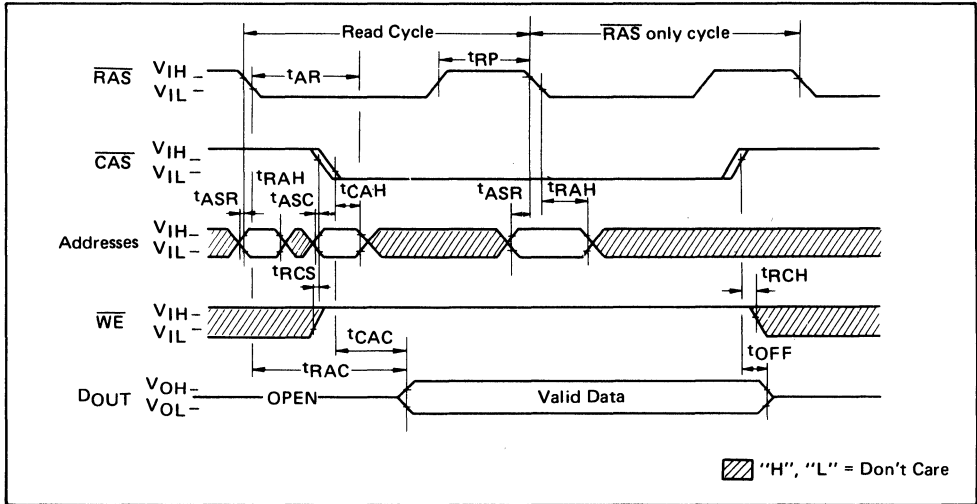 Read Cycle
RAS only cycle
tRP
tAR
RAS VIH
VIL
CAS VIH
VIL
tRAH
tASR tASC tCAH
tASR tRAH
Addresses VIH
VIL
tRCS
tRCH
WE VIH
VIL
tCAC
tOFF
tRAC
DOUT VOH
VOL
OPEN
Valid Data
"H", "L" = Don't Care